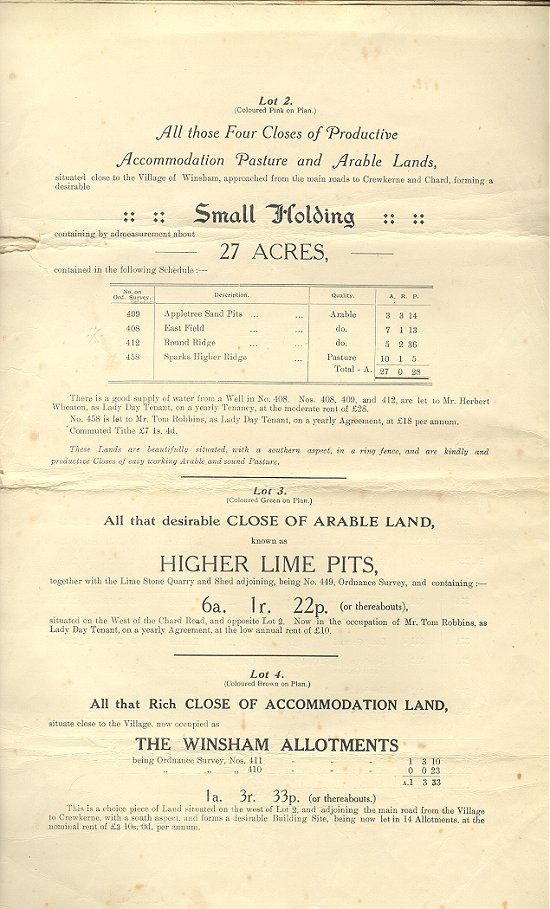 Lot 2.
(Coloured Pink on Plan.)
All those Four Closes of Productive
Accommodation Pasture and Arable Lands,
situated close to the Village of Winsham, approached from the main roads to Crewkerne and Chard, forming a
desirable
:: :: Small Holding :: ::
containing by admeasurement about
27 ACRES,
contained in the following Schedule :—
No. on Ord. Survey. Description. Quality. A. R. P.
409 Appletree Sand Pits ... ... Arable 3 3 14
408 East Field ... ... do. 7 1 13
412 Round Ridge ... ... do. 5 2 36
458 Sparks Higher Ridge ... Pasture 10 1 5
Total - A. 27 0 28
There is a good supply of water from a Well in No. 408. Nos. 408, 409, and 412, are let to Mr. Herbert
Wheaton, as Lady Day Tenant, on a yearly Tenancy, at the moderate rent of £28.
No. 458 is let to Mr. Tom Robbins, as Lady Day Tenant, on a yearly Agreement, at £18 per annum.
Commuted Tithe £7 1s. 4d.
These Lands are beautifully situated, with a southern aspect, in a ring fence, and are kindly and
productive Closes of easy working Arable and sound Pasture.
Lot 3.
(Coloured Green on Plan.)
All that desirable CLOSE OF ARABLE LAND,
known as
HIGHER LIME PITS,
together with the Lime Stone Quarry and Shed adjoining, being No. 449, Ordnance Survey, and containing :—
6a. 1r. 22p. (or thereabouts),
situated on the West of the Chard Road, and opposite Lot 2. Now in the occupation of Mr. Tom Robbins, as
Lady Day Tenant, on a yearly Agreement, at the low annual rent of £10.
Lot 4.
(Coloured Brown on Plan.)
All that Rich CLOSE OF ACCOMMODATION LAND,
situate close to the Village, now occupied as
THE WINSHAM ALLOTMENTS
being Ordnance Survey, Nos. 411 - - - 1 3 10
„ „ „ 410 - - - 0 0 23
A.1 3 33
1a. 3r. 33p. (or thereabouts.)
This is a choice piece of Land situated on the west of Lot 2, and adjoining the main road from the Village
to Crewkerne, with a south aspect, and forms a desirable Building Site, being now let in 14 Allotments, at the
nominal rent of £3 10s. 0d. per annum.